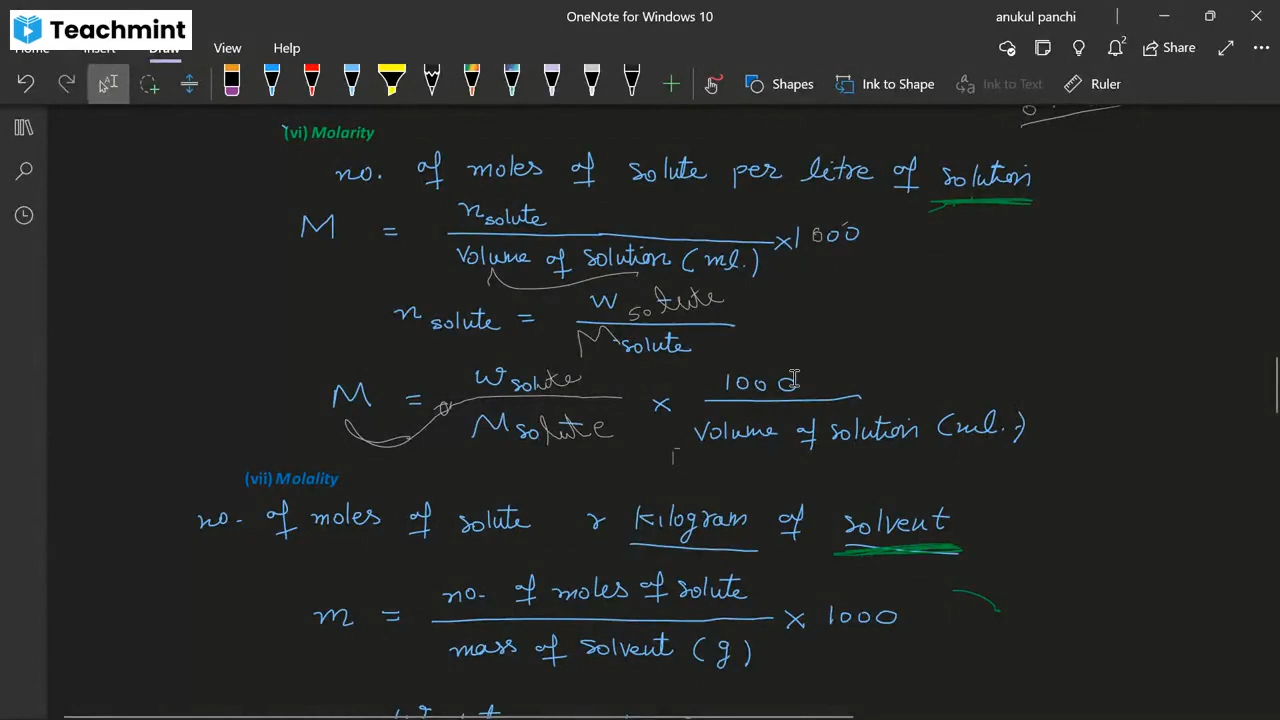 OneNote for Windows 10
anukul panchi
Teachmint
Home Insert Draw View Help
Share
Shapes Ink to Shape Ink to Text Ruler
(vi) Molarity
no. of moles of solute per litre of solution
M = n solute / Volume of solution (ml.) × 1000
n solute = W solute / M solute
M = W solute / M solute × 1000 / Volume of solution (ml.)
(vii) Molality
no. of moles of solute r kilogram of solvent
m = no. of moles of solute / mass of solvent (g) × 1000